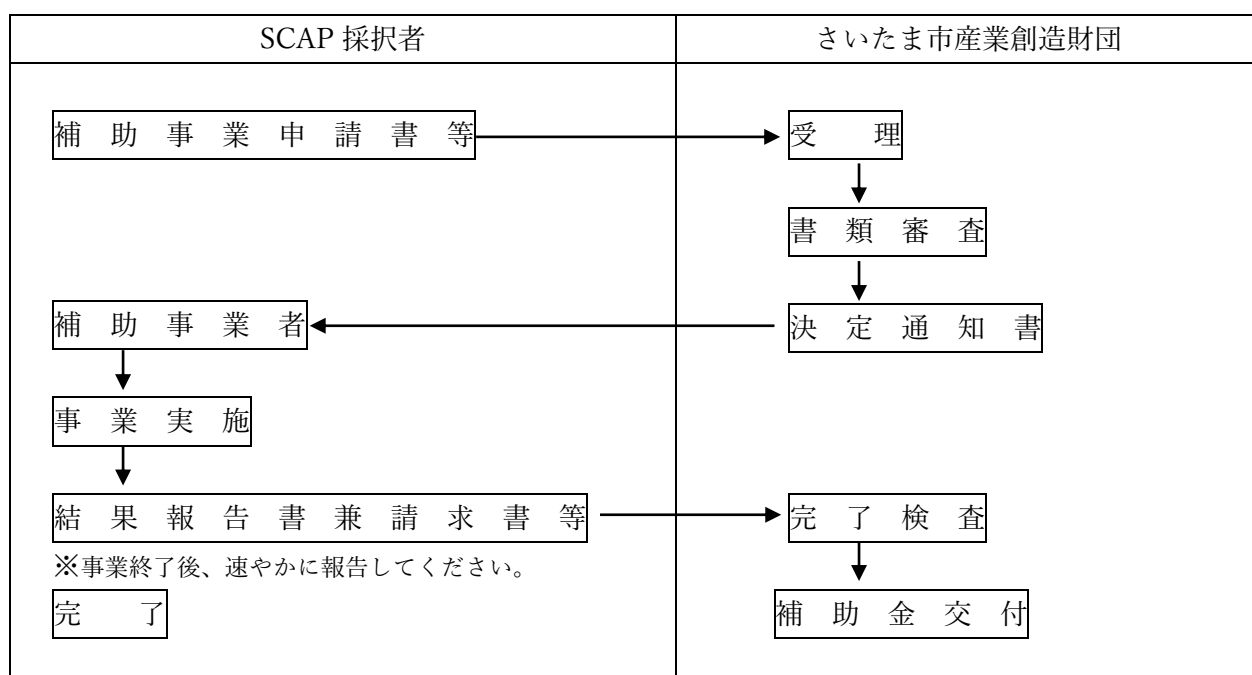 SCAP 採択者
さいたま市産業創造財団
補助事業申請書等
受理
書類審査
補助事業者
決定通知書
事業実施
結果報告書兼請求書等
完了検査
※事業終了後、速やかに報告してください。
完了
補助金交付